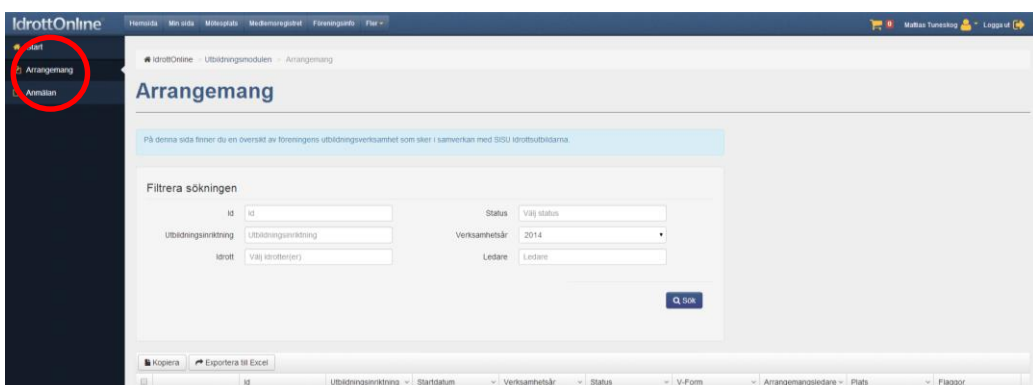 IdrottOnline Hemsida Min sida Mötesplats Medlemsregistret Föreningsinfo Fler 0 Mattias Tuneskog Logga ut
Start
IdrottOnline Utbildningsmodulen Arrangemang
Arrangemang
Anmälan
Arrangemang
På denna sida finner du en översikt av föreningens utbildningsverksamhet som sker i samverkan med SISU Idrottsutbildarna.
Filtrera sökningen
Id Id Status Välj status
Utbildningsinriktning Utbildningsinriktning Verksamhetsår 2014
Idrott Välj idrotter(er) Ledare Ledare
Sök
Kopiera Exportera till Excel
Id Utbildningsinriktning Startdatum Verksamhetsår Status V-Form Arrangemangsledare Plats Flaggor